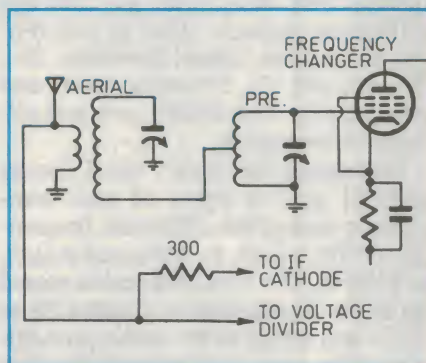 FREQUENCY
CHANGER
AERIAL
PRE.
300
TO IF
CATHODE
TO VOLTAGE
DIVIDER